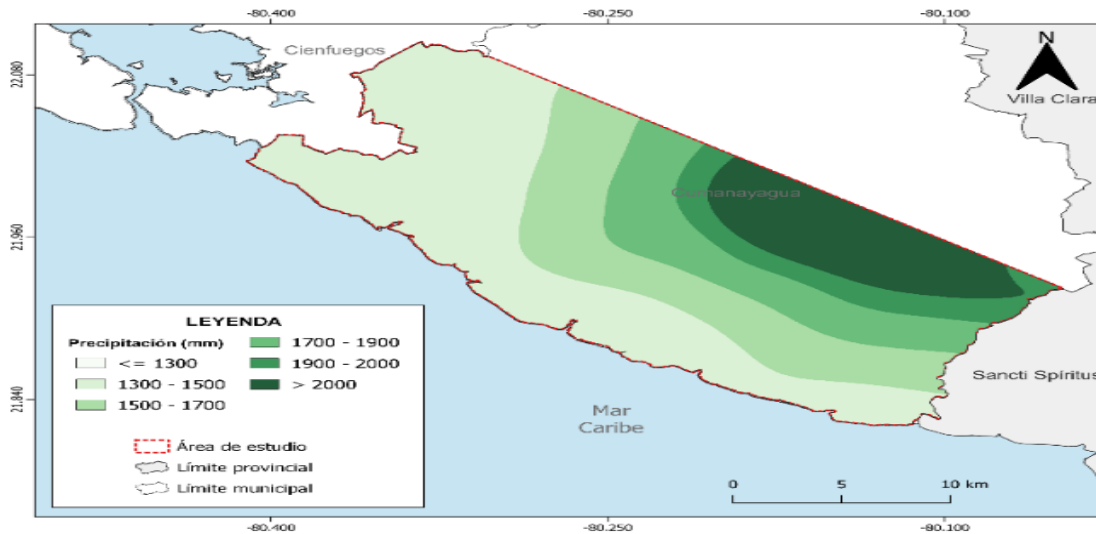 -80.400 -80.250 -80.100
Cienfuegos
N
22.080
Villa Clara
Cumanayagua
21.960
LEYENDA
Precipitación (mm)
<= 1300
1300 - 1500
1500 - 1700
1700 - 1900
1900 - 2000
> 2000
Área de estudio
Límite provincial
Límite municipal
21.840
Sancti Spíritus
Mar
Caribe
0 5 10 km
-80.400 -80.250 -80.100